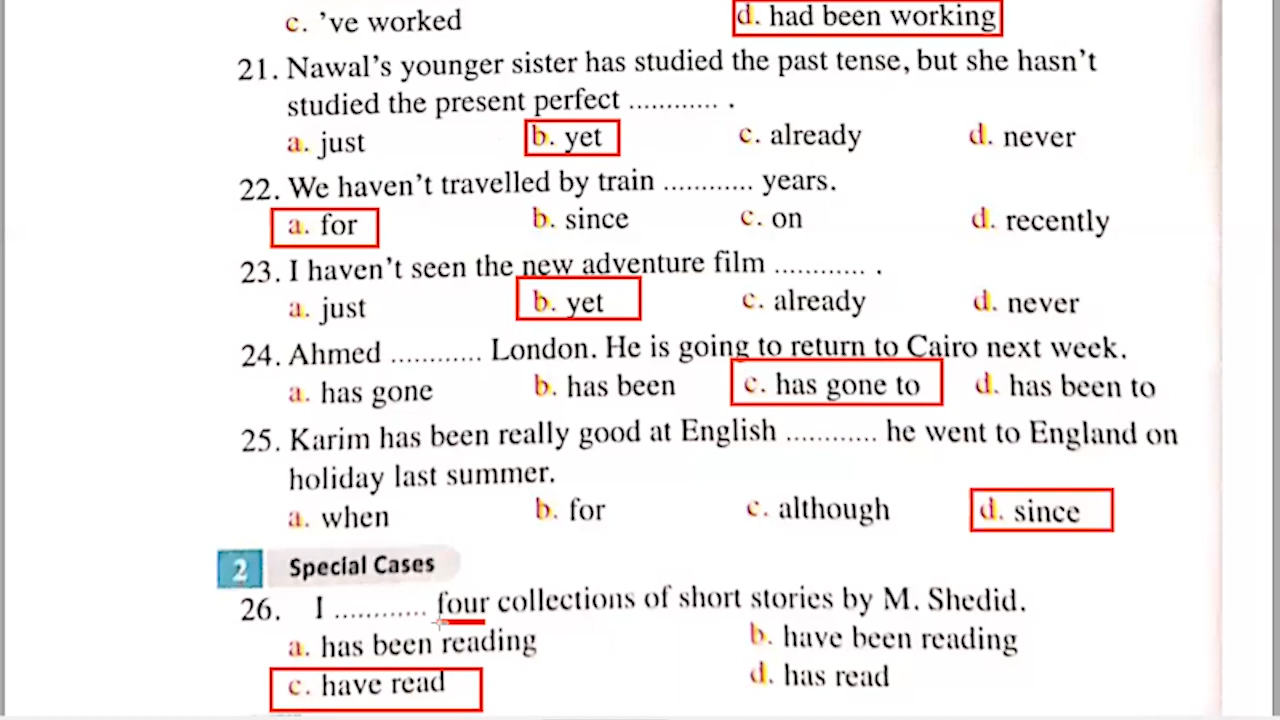 c. ’ve worked d. had been working
21. Nawal’s younger sister has studied the past tense, but she hasn’t
studied the present perfect ............ .
a. just b. yet c. already d. never
22. We haven’t travelled by train ............ years.
a. for b. since c. on d. recently
23. I haven’t seen the new adventure film ............ .
a. just b. yet c. already d. never
24. Ahmed ............ London. He is going to return to Cairo next week.
a. has gone b. has been c. has gone to d. has been to
25. Karim has been really good at English ............ he went to England on
holiday last summer.
a. when b. for c. although d. since
2 Special Cases
26. I ............ four collections of short stories by M. Shedid.
a. has been reading b. have been reading
c. have read d. has read